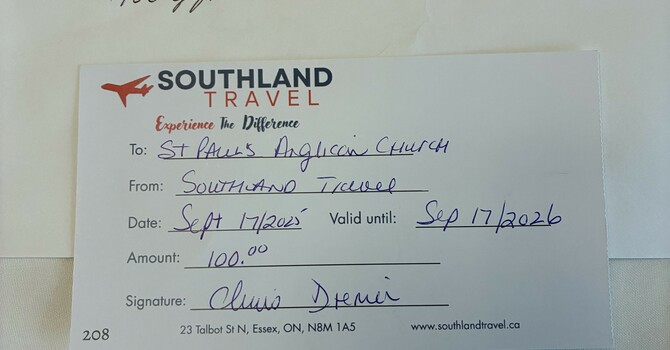 SOUTHLAND
TRAVEL
Experience The Difference
To: ST PAUL'S Anglican CHURCH
From: SOUTHLAND Travel
Date: Sept 17/2025 Valid until: Sep 17/2026
Amount: 100.00
Signature: Chris
208 23 Talbot St N, Essex, ON, N8M 1A5 www.southlandtravel.ca